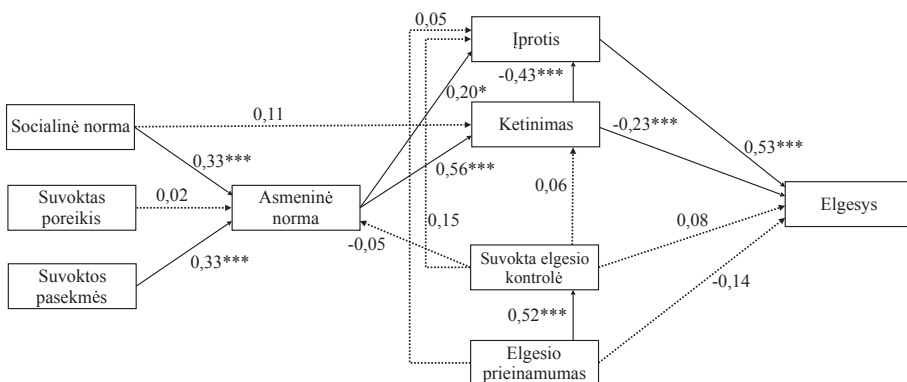 0,05
Įprotis
-0,43***
0,20*
Socialinė norma
0,11
Ketinimas
-0,23***
0,33***
0,56***
0,53***
Suvoktas
poreikis
0,02
Asmeninė
norma
0,06
Elgesys
0,15
-0,05
0,08
Suvokta elgesio
kontrolė
Suvoktos
pasekmės
0,33***
-0,14
0,52***
Elgesio
prieinamumas